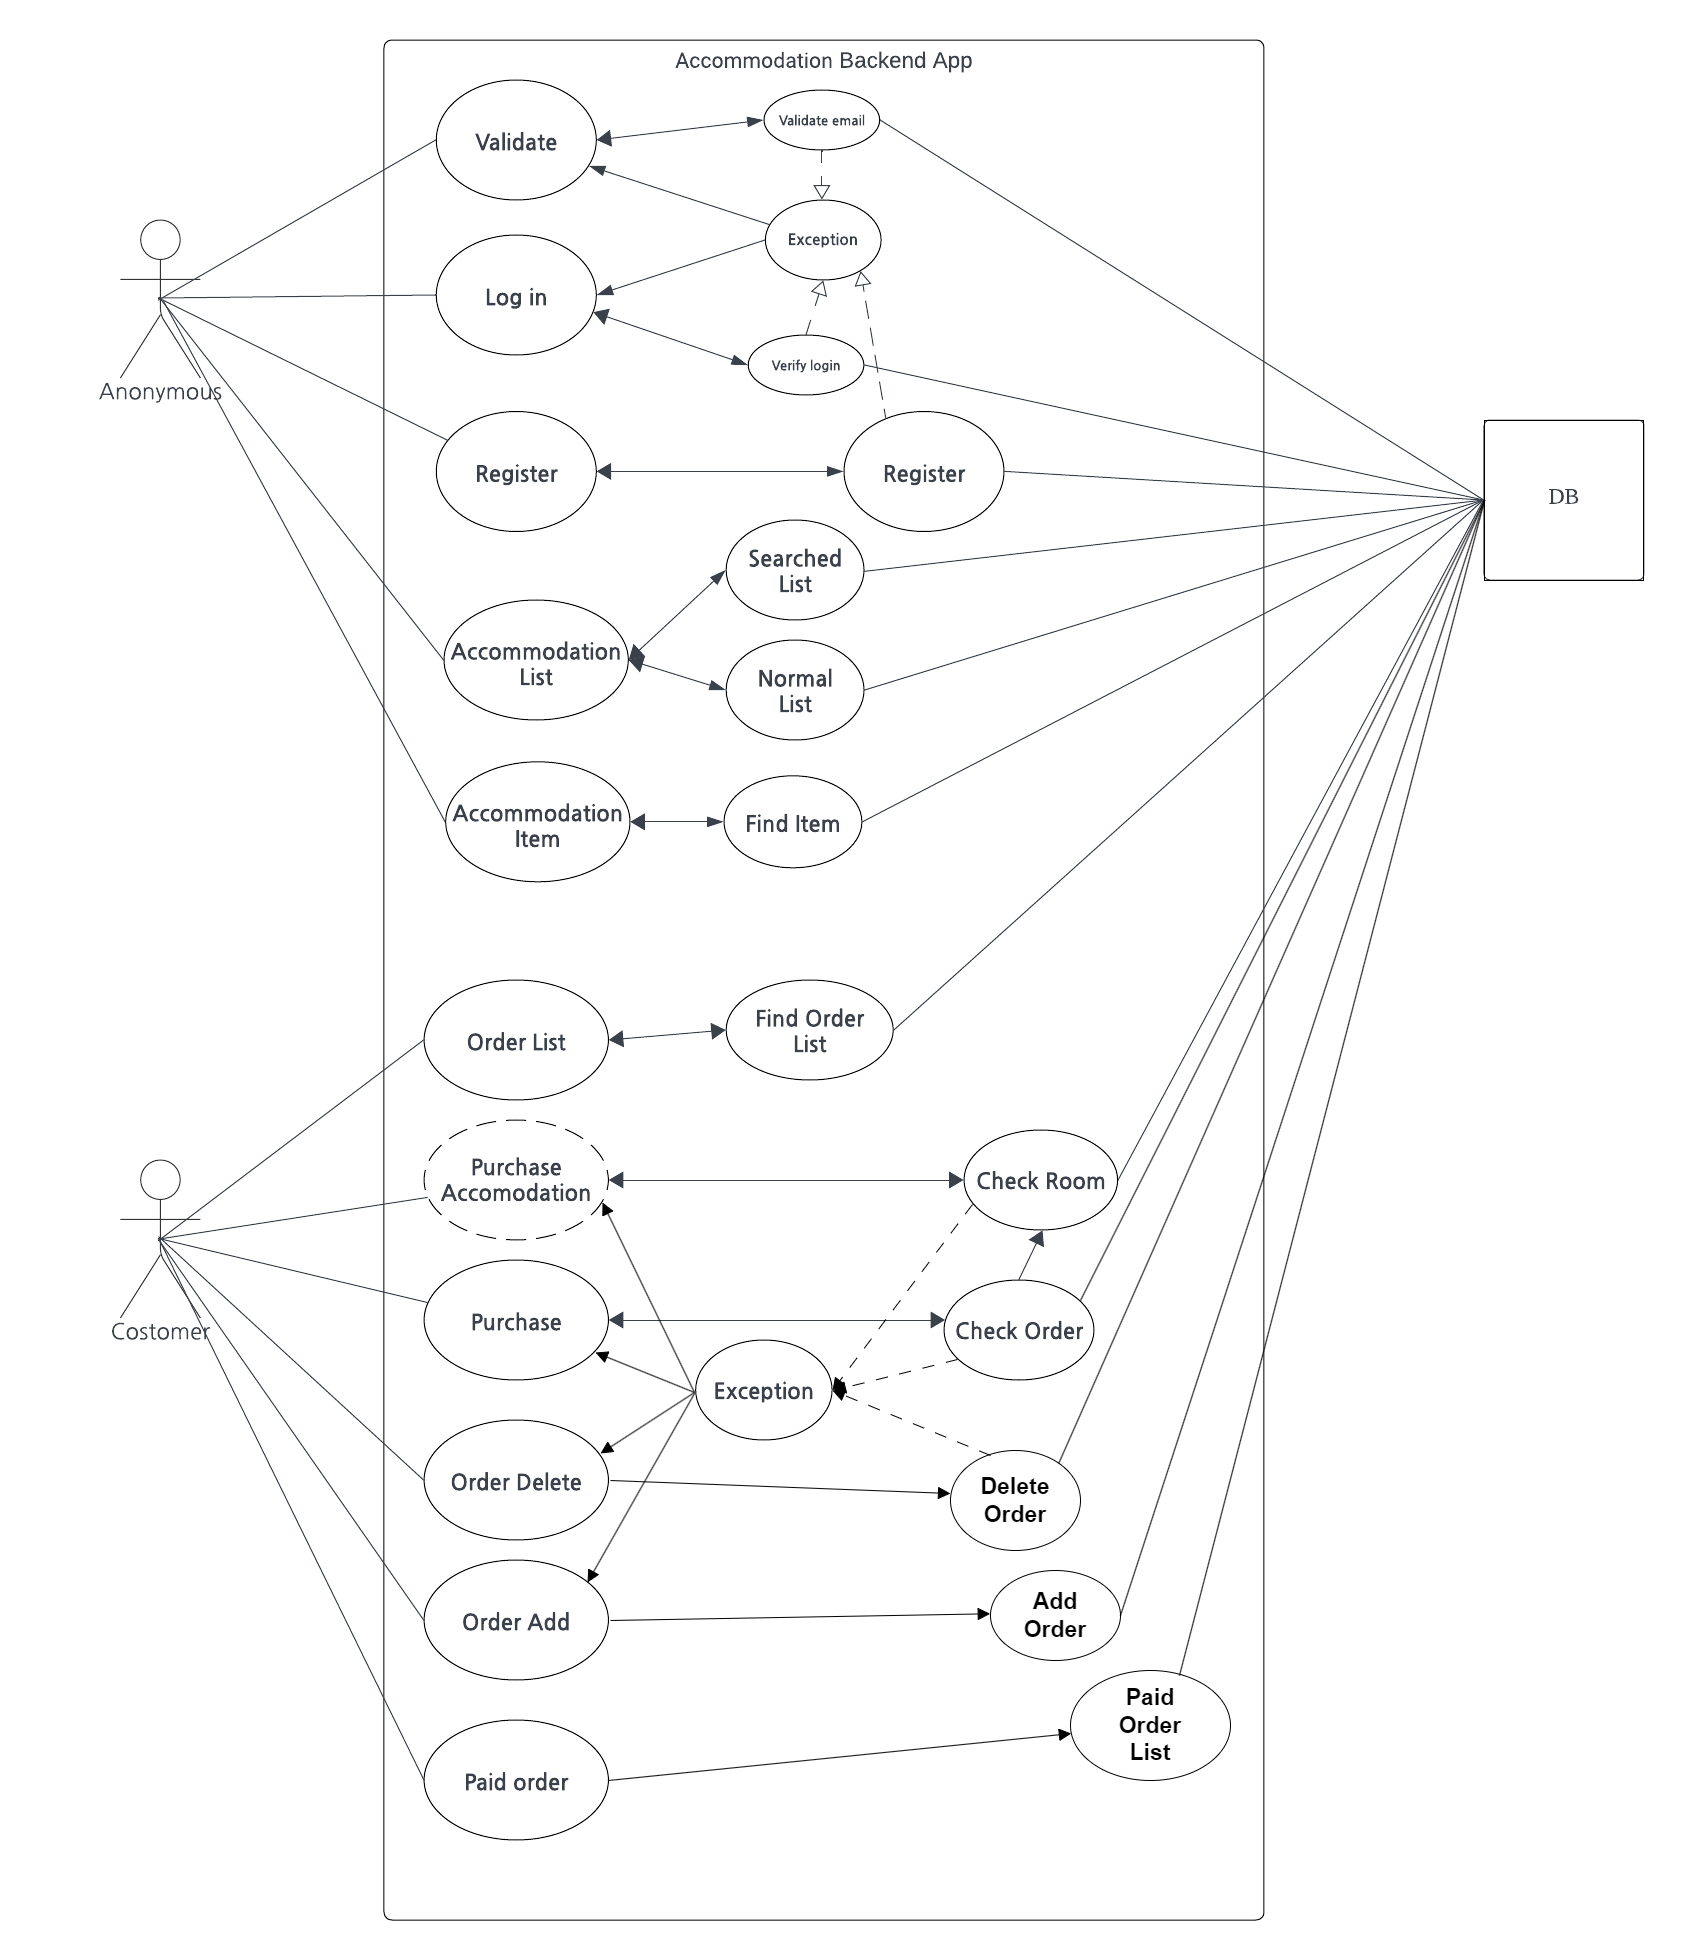 Accommodation Backend App
Validate
Validate email
Exception
Log in
Verify login
Anonymous
Register
Register
DB
Searched
List
Accommodation
List
Normal
List
Accommodation
Item
Find Item
Order List
Find Order
List
Purchase
Accomodation
Check Room
Costomer
Purchase
Check Order
Exception
Order Delete
Delete
Order
Order Add
Add
Order
Paid
Order
List
Paid order